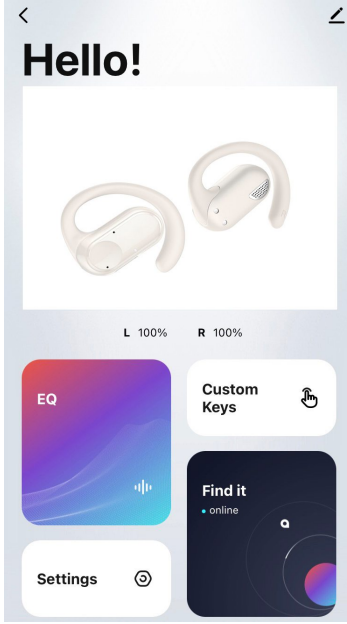 Hello!
L 100% R 100%
EQ
Custom
Keys
Find it
online
Settings